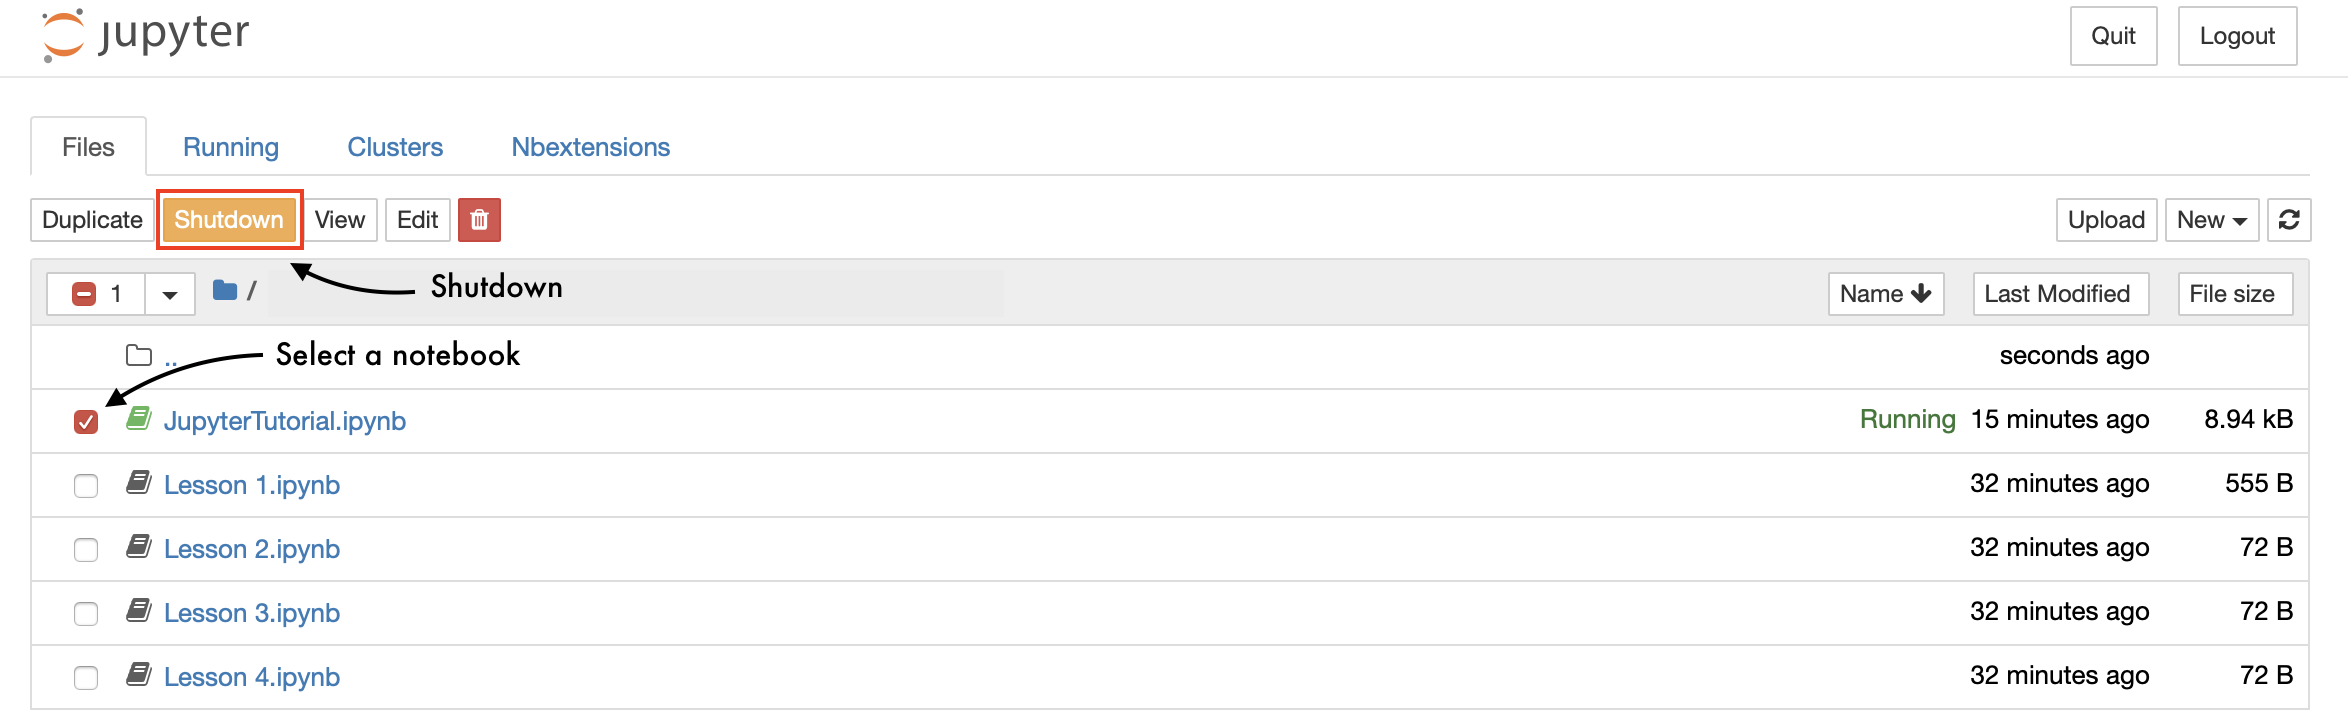 jupyter
Quit Logout
Files Running Clusters Nbextensions
Duplicate Shutdown View Edit Upload New
1 / Shutdown Name Last Modified File size
.. Select a notebook seconds ago
JupyterTutorial.ipynb Running 15 minutes ago 8.94 kB
Lesson 1.ipynb 32 minutes ago 555 B
Lesson 2.ipynb 32 minutes ago 72 B
Lesson 3.ipynb 32 minutes ago 72 B
Lesson 4.ipynb 32 minutes ago 72 B